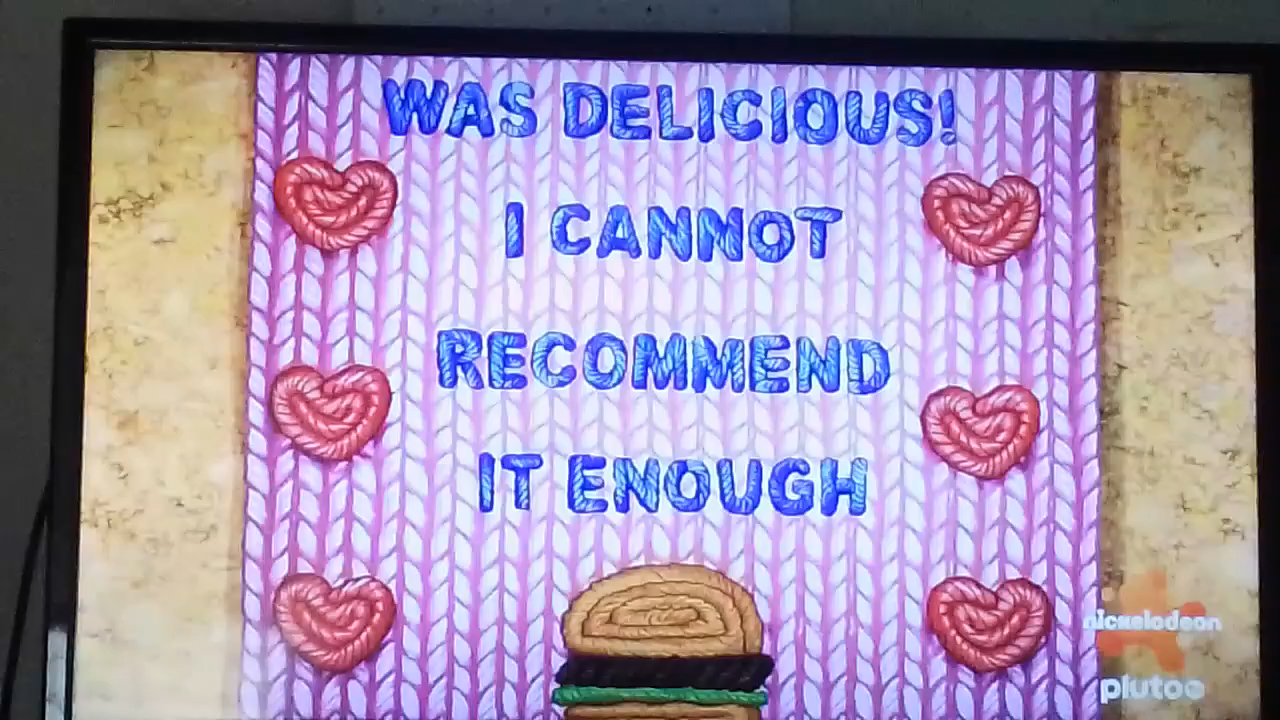 WAS DELICIOUS!
I CANNOT
RECOMMEND
IT ENOUGH
nickelodeon
pluto